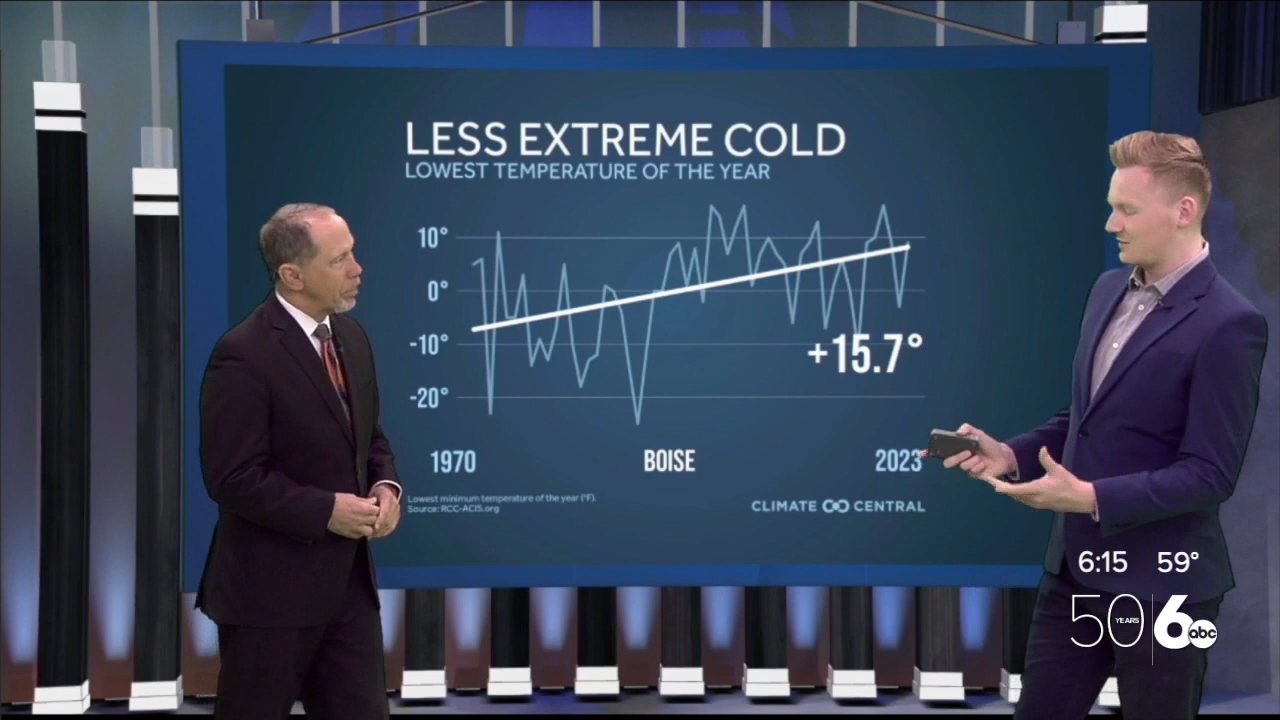 LESS EXTREME COLD
LOWEST TEMPERATURE OF THE YEAR
10°
0°
-10°
-20°
+15.7°
1970 BOISE 2023
Lowest minimum temperature of the year (°F).
Source: RCC-ACIS.org
CLIMATE CENTRAL
6:15 59°
50 YEARS 6 abc